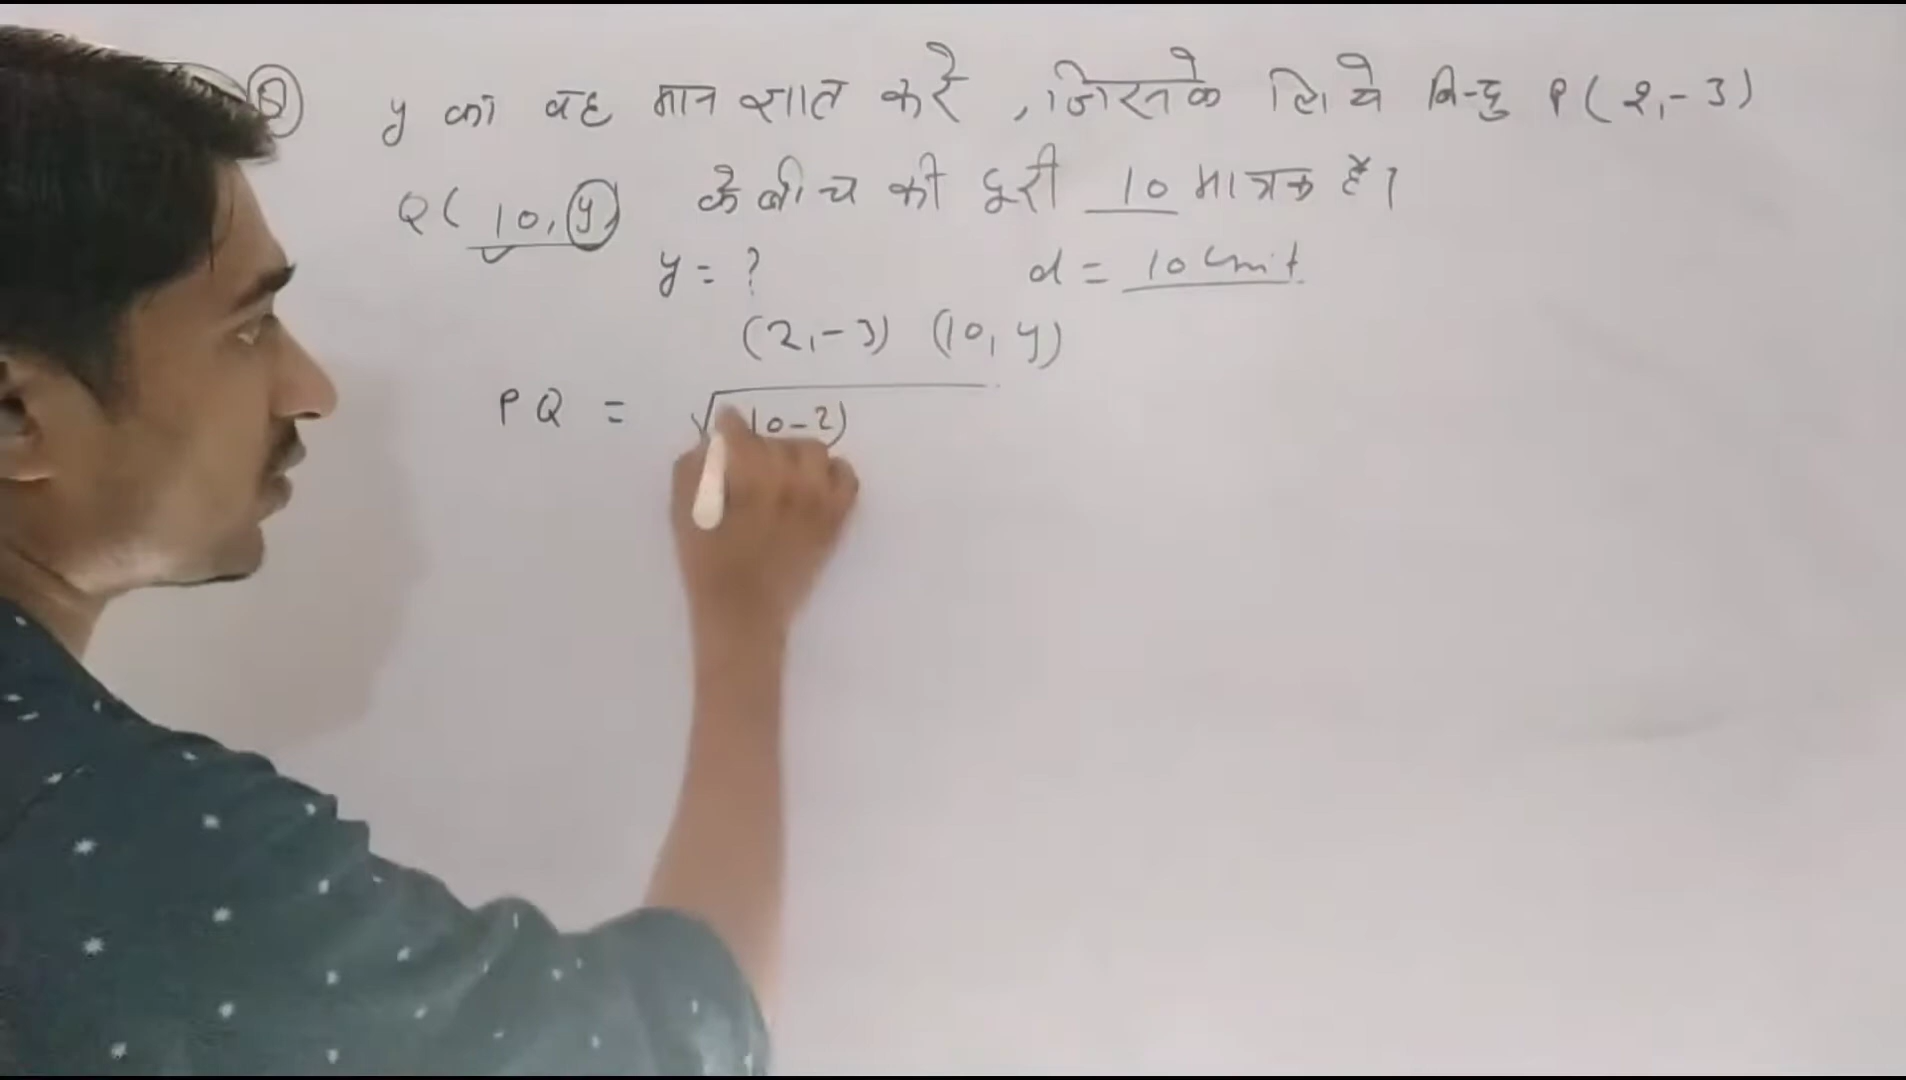 Q y का वह मान ज्ञात करे , जिसके लिये बिन्दु P(2,-3)
Q(10,y) के बीच की दूरी 10 मात्रक है।
y = ? d = 10 Unit
(2,-3) (10,y)
PQ = √ 10-2)